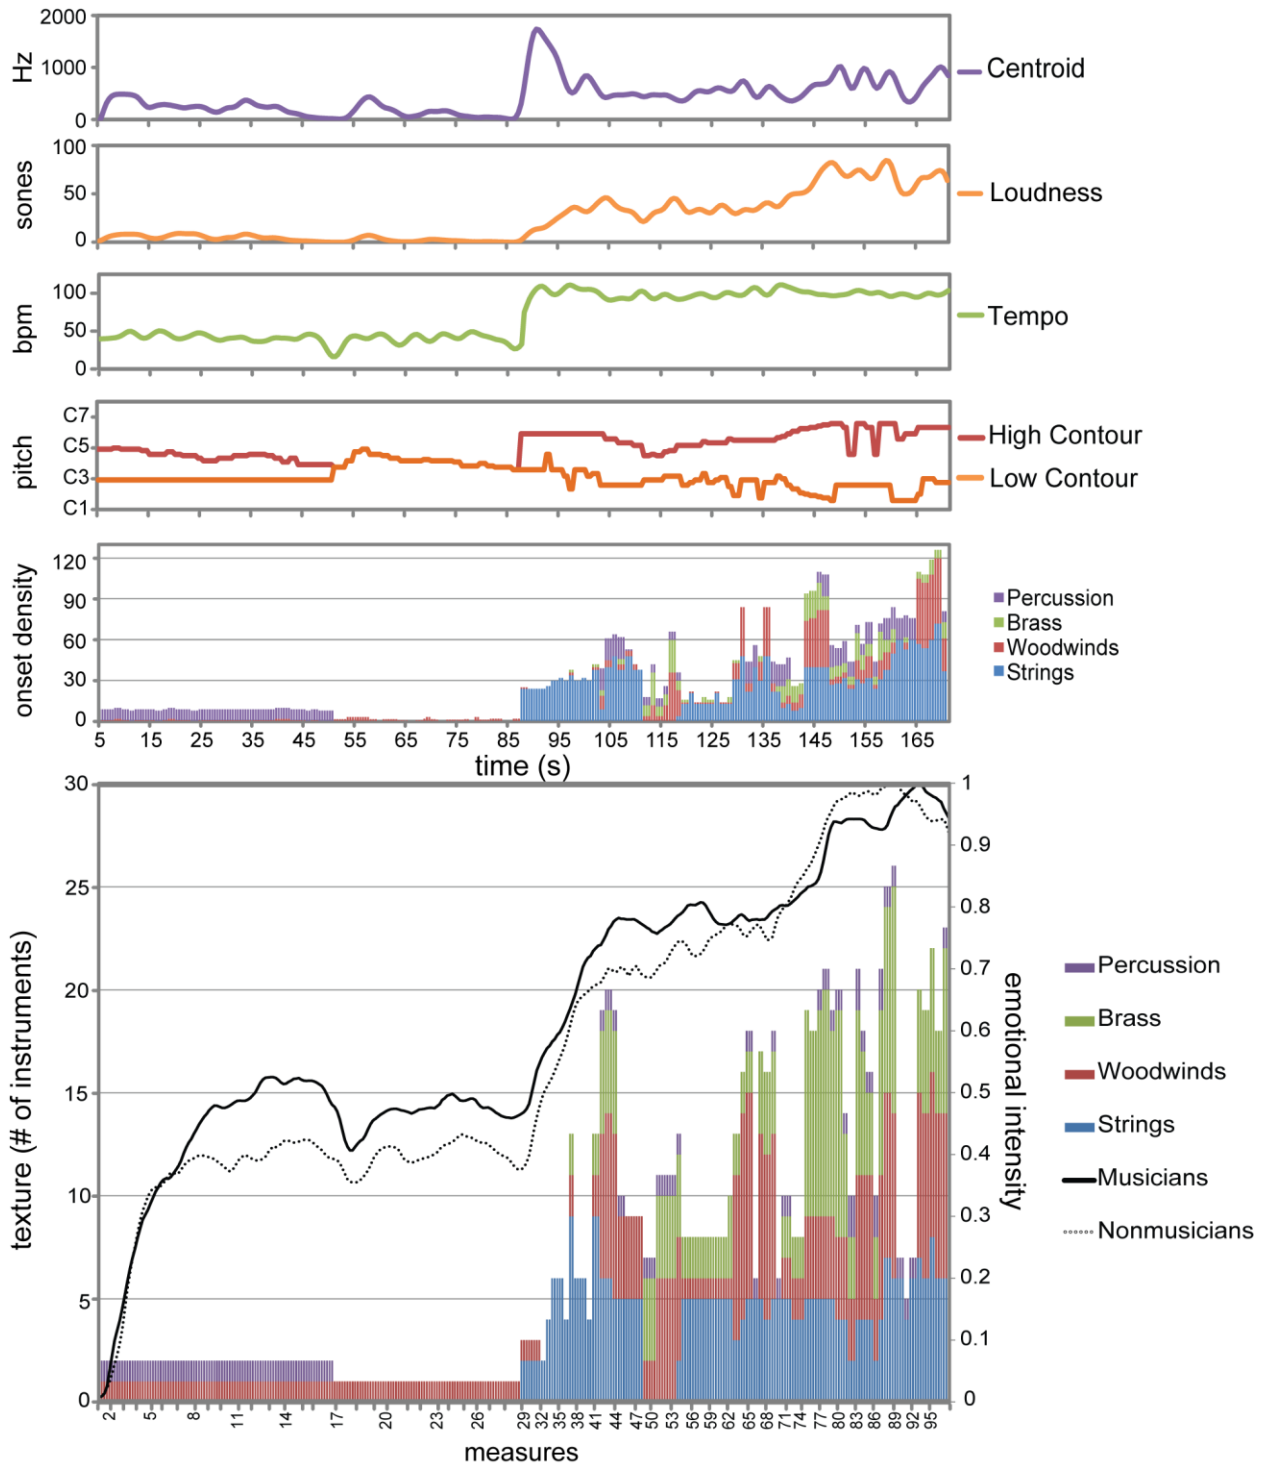 2000
1000
0
Hz
Centroid
100
50
0
sones
Loudness
100
50
0
bpm
Tempo
C7
C5
C3
C1
pitch
High Contour
Low Contour
120
90
60
30
0
onset density
Percussion
Brass
Woodwinds
Strings
5 15 25 35 45 55 65 75 85 95 105 115 125 135 145 155 165
time (s)
30
25
20
15
10
5
0
texture (# of instruments)
1
0.9
0.8
0.7
0.6
0.5
0.4
0.3
0.2
0.1
0
emotional intensity
Percussion
Brass
Woodwinds
Strings
Musicians
Nonmusicians
2 5 8 11 14 17 20 23 26 29 32 35 38 41 44 47 50 53 56 59 62 65 68 71 74 77 80 83 86 89 92 95
measures